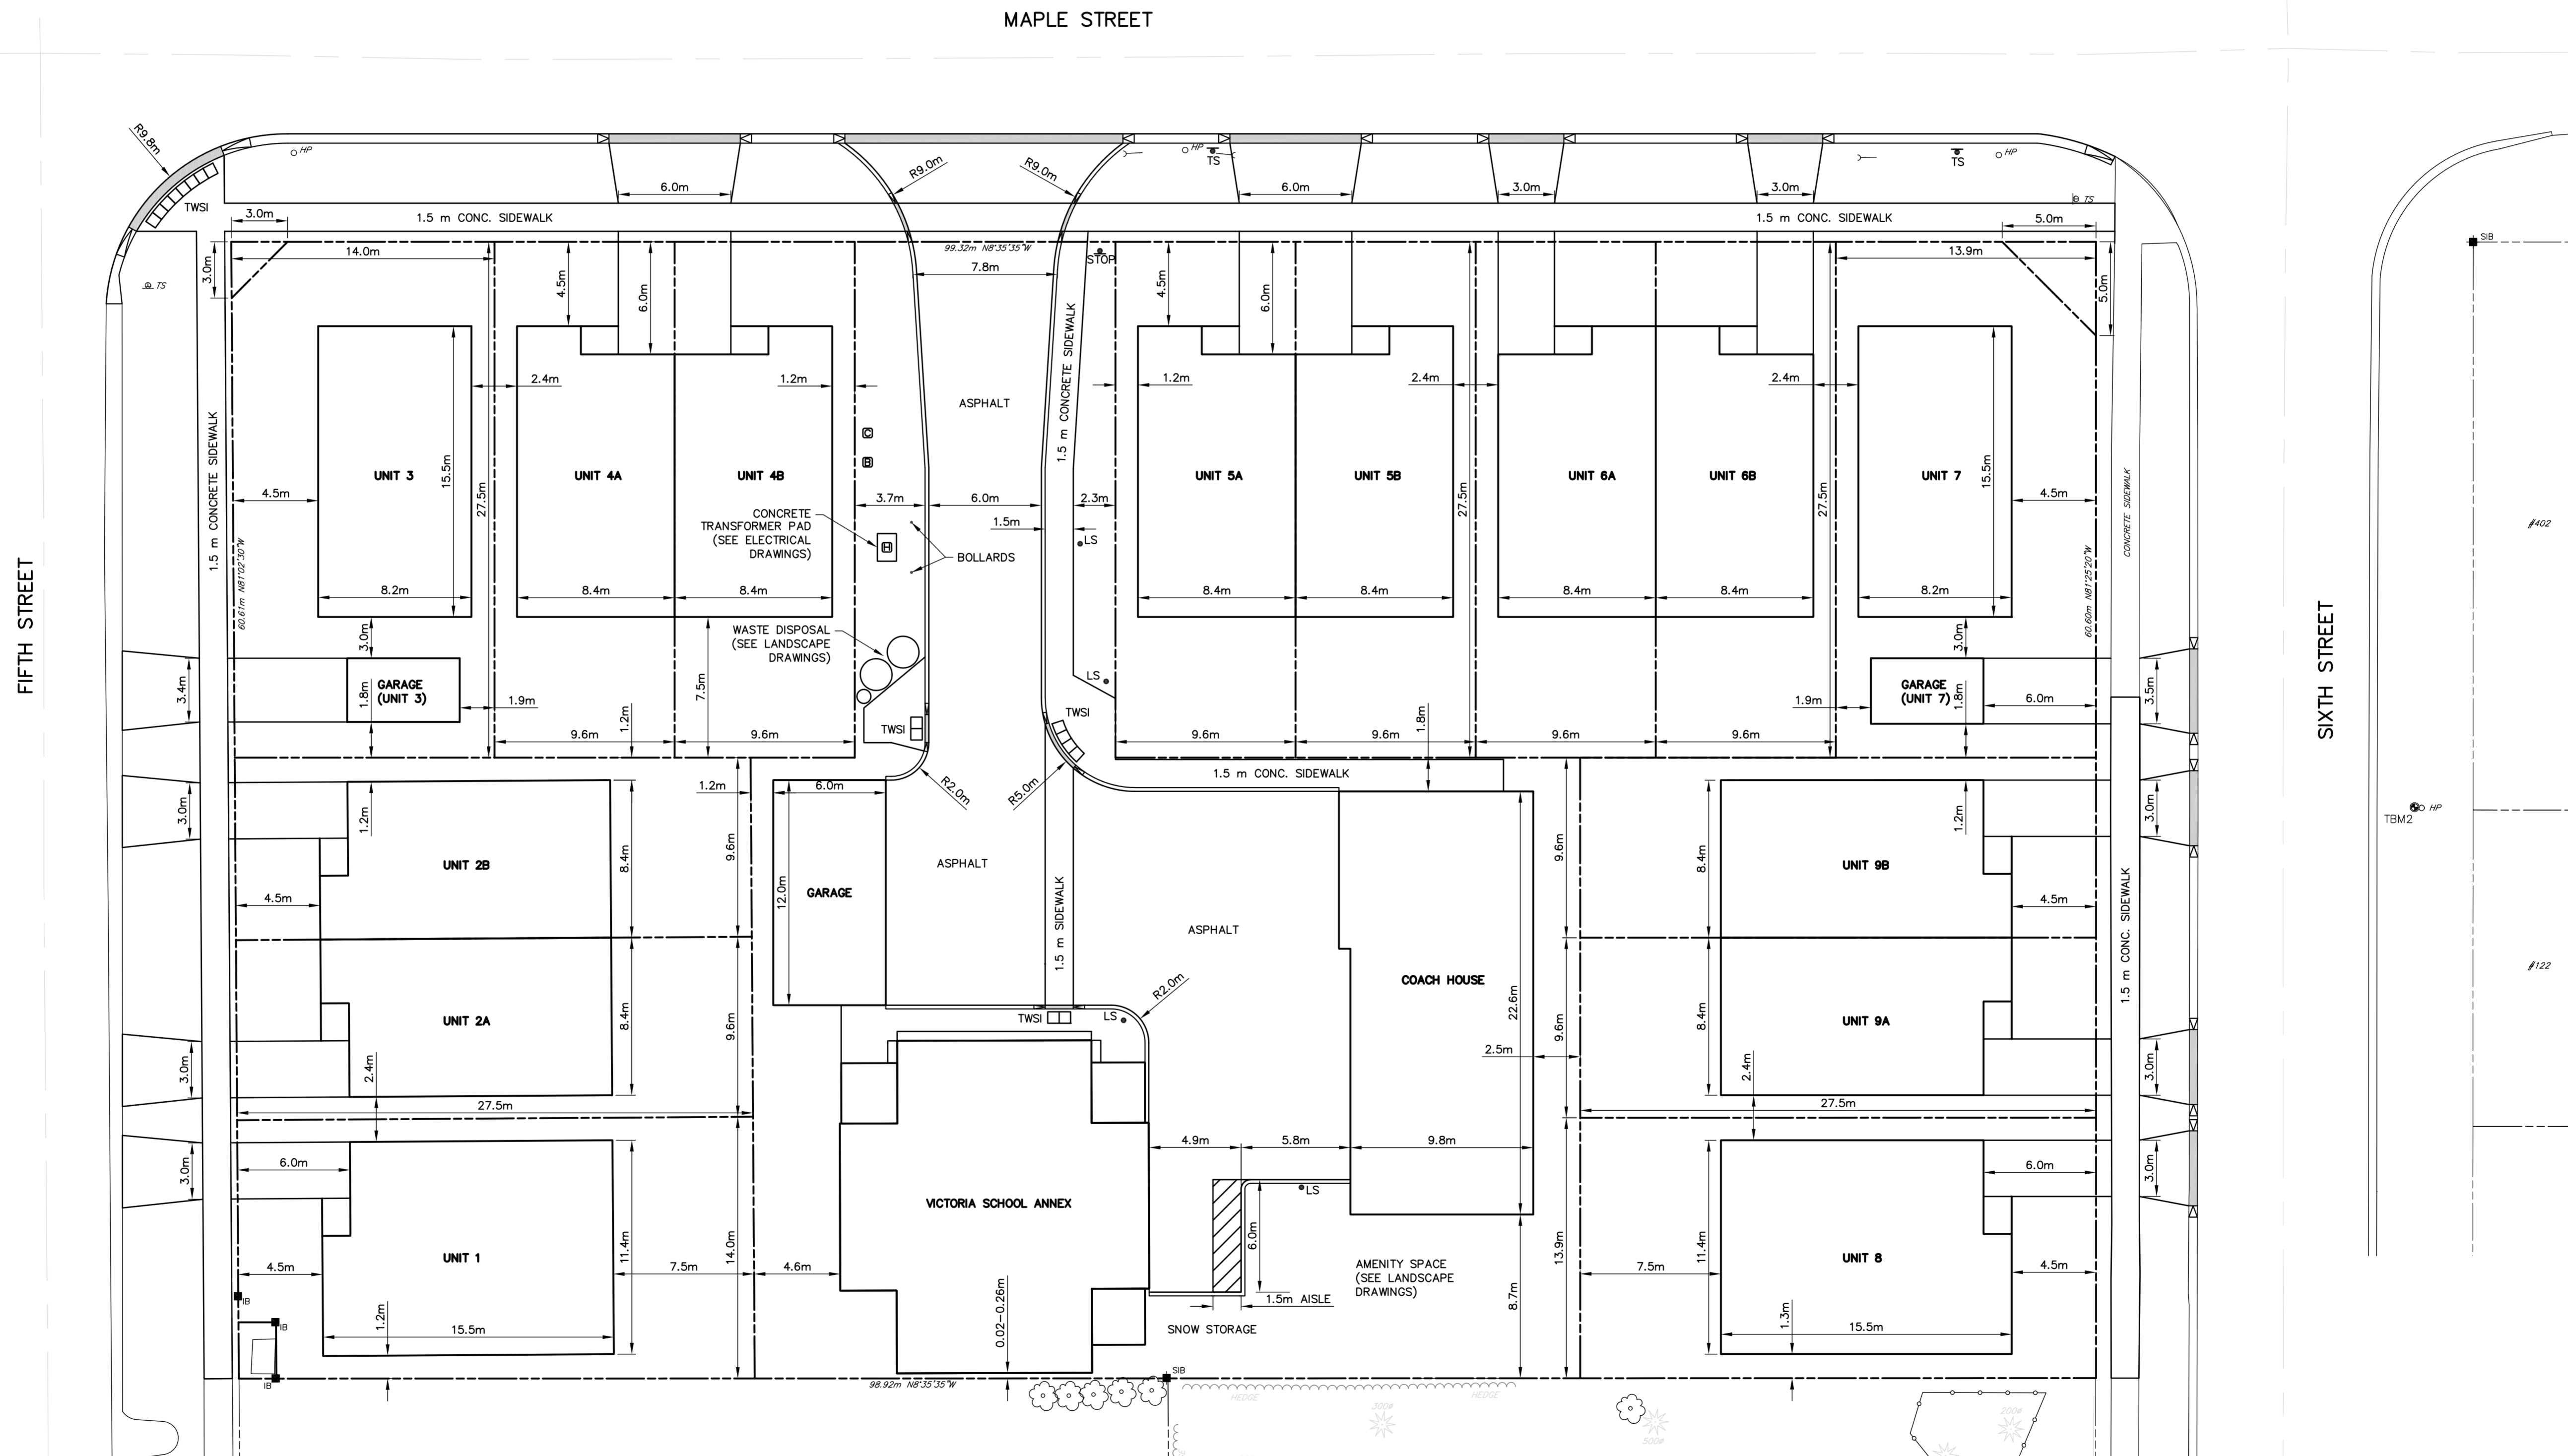 MAPLE STREET
R9.8m
HP
R9.0m
R9.0m
HP
TS
TS
HP
TWSI
6.0m
6.0m
3.0m
3.0m
TS
3.0m
1.5 m CONC. SIDEWALK
1.5 m CONC. SIDEWALK
5.0m
3.0m
14.0m
99.32m N8°35'35"W
STOP
13.9m
TS
4.5m
6.0m
7.8m
4.5m
6.0m
5.0m
2.4m
1.2m
1.2m
2.4m
2.4m
ASPHALT
1.5 m CONCRETE SIDEWALK
1.5 m CONCRETE SIDEWALK
C
B
UNIT 3
15.5m
UNIT 4A
UNIT 4B
UNIT 5A
UNIT 5B
UNIT 6A
UNIT 6B
UNIT 7
15.5m
4.5m
27.5m
3.7m
6.0m
2.3m
27.5m
27.5m
4.5m
CONCRETE SIDEWALK
SIB
#402
CONCRETE
TRANSFORMER PAD
(SEE ELECTRICAL
DRAWINGS)
H
BOLLARDS
1.5m
LS
60.61m N81°02'30"W
60.60m N81°25'20"W
8.2m
8.4m
8.4m
8.4m
8.4m
8.4m
8.4m
8.2m
FIFTH STREET
SIXTH STREET
WASTE DISPOSAL
(SEE LANDSCAPE
DRAWINGS)
3.0m
3.0m
3.4m
GARAGE
(UNIT 3)
1.8m
1.9m
7.5m
LS
1.9m
GARAGE
(UNIT 7)
1.8m
6.0m
3.5m
TWSI
TWSI
1.2m
9.6m
9.6m
9.6m
9.6m
1.8m
9.6m
9.6m
1.5 m CONC. SIDEWALK
3.0m
1.2m
1.2m
6.0m
R2.0m
R5.0m
1.2m
3.0m
TBM2
HP
UNIT 2B
8.4m
9.6m
12.0m
GARAGE
ASPHALT
9.6m
8.4m
UNIT 9B
4.5m
4.5m
1.5 m SIDEWALK
ASPHALT
1.5 m CONC. SIDEWALK
#122
COACH HOUSE
22.6m
R2.0m
UNIT 2A
8.4m
9.6m
TWSI
LS
9.6m
8.4m
UNIT 9A
3.0m
2.4m
2.5m
2.4m
3.0m
27.5m
27.5m
4.9m
5.8m
9.8m
3.0m
6.0m
6.0m
3.0m
LS
VICTORIA SCHOOL ANNEX
UNIT 1
11.4m
14.0m
6.0m
13.9m
11.4m
UNIT 8
4.5m
7.5m
4.6m
AMENITY SPACE
(SEE LANDSCAPE
DRAWINGS)
7.5m
4.5m
IB
1.5m AISLE
8.7m
0.02-0.26m
1.2m
1.3m
IB
15.5m
SNOW STORAGE
15.5m
IB
98.92m N8°35'35"W
SIB
HEDGE
HEDGE
300ø
500ø
200ø